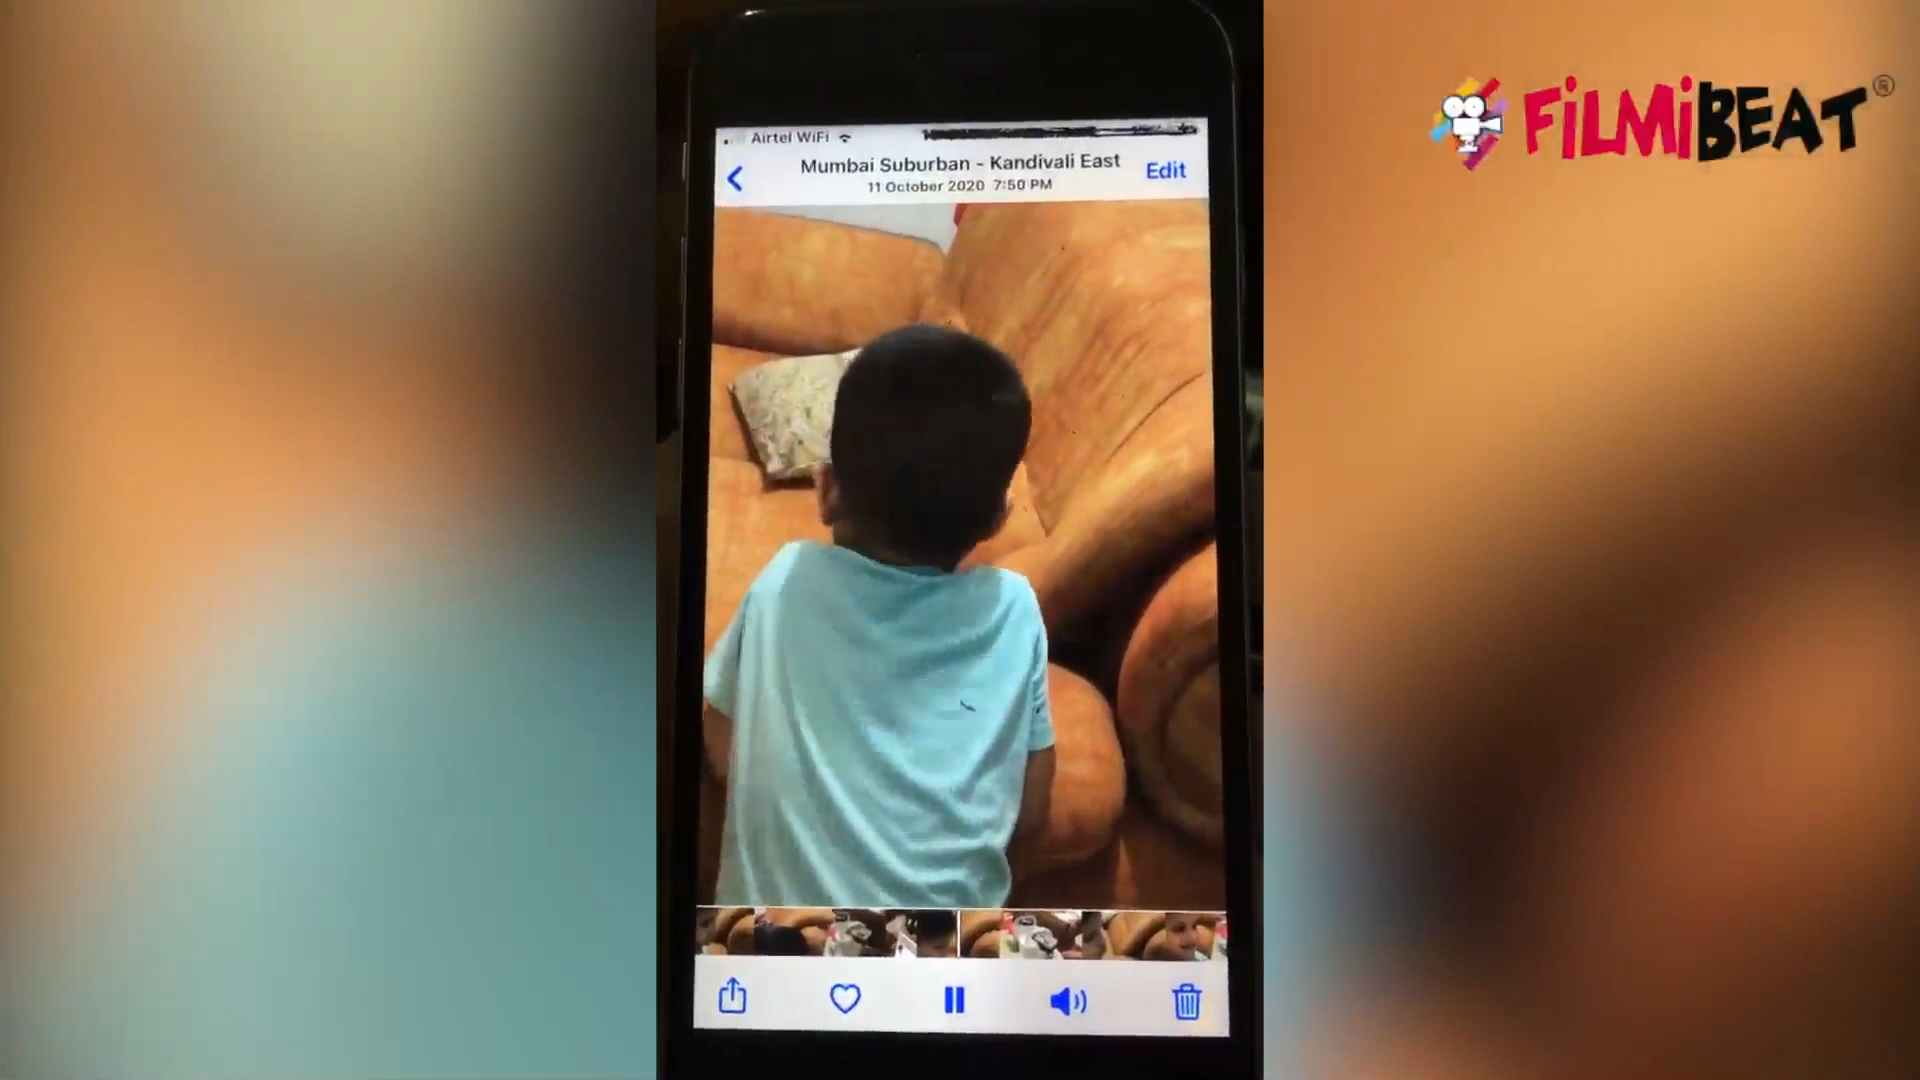 FiLMiBEAT®
Airtel WiFi
Mumbai Suburban - Kandivali East
11 October 2020 7:50 PM
Edit